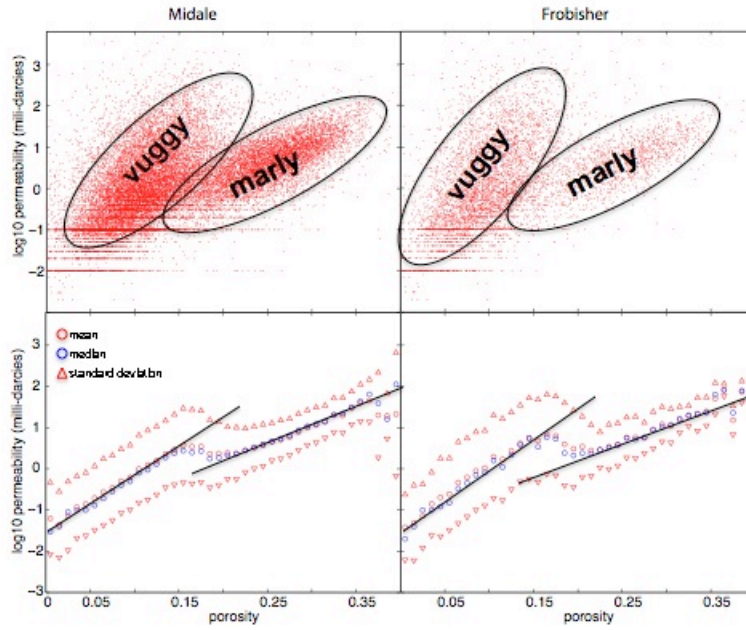 Midale
Frobisher
log10 permeability (mili-darcies)
3
2
1
0
−1
−2
vuggy
marly
vuggy
marly
log10 permeability (milli-darcies)
3
2
1
0
−1
−2
−3
mean
median
standard deviation
0
0.05
0.15
0.25
0.35
porosity
0.05
0.15
0.25
0.35
porosity